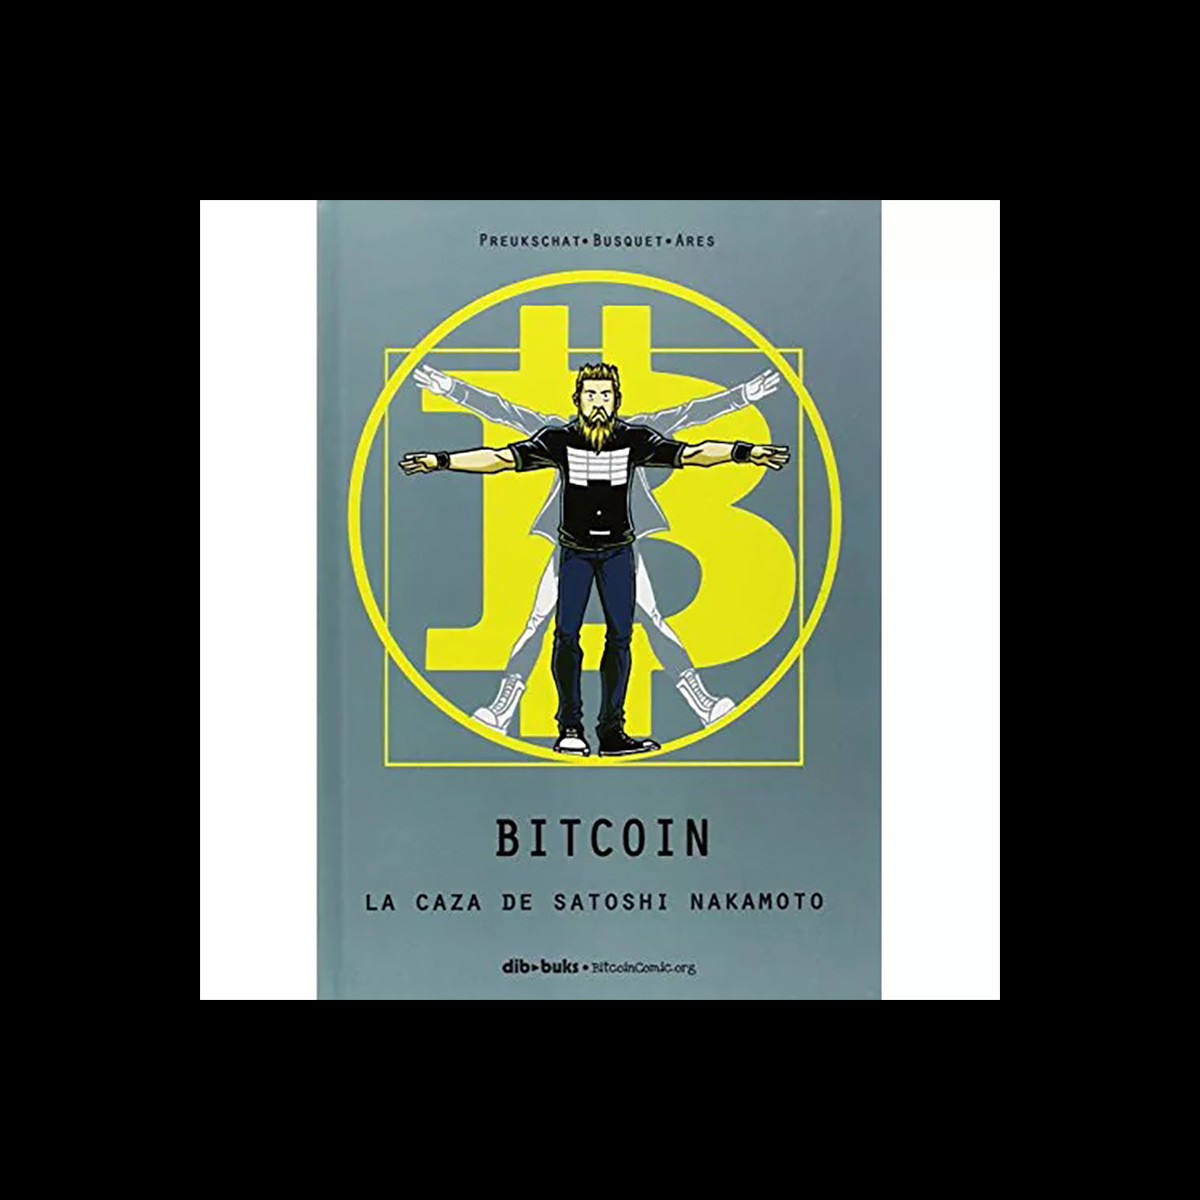 PREUKSCHAT•BUSQUET•ARES
BITCOIN
LA CAZA DE SATOSHI NAKAMOTO
dib▸buks • BitcoinComic.org